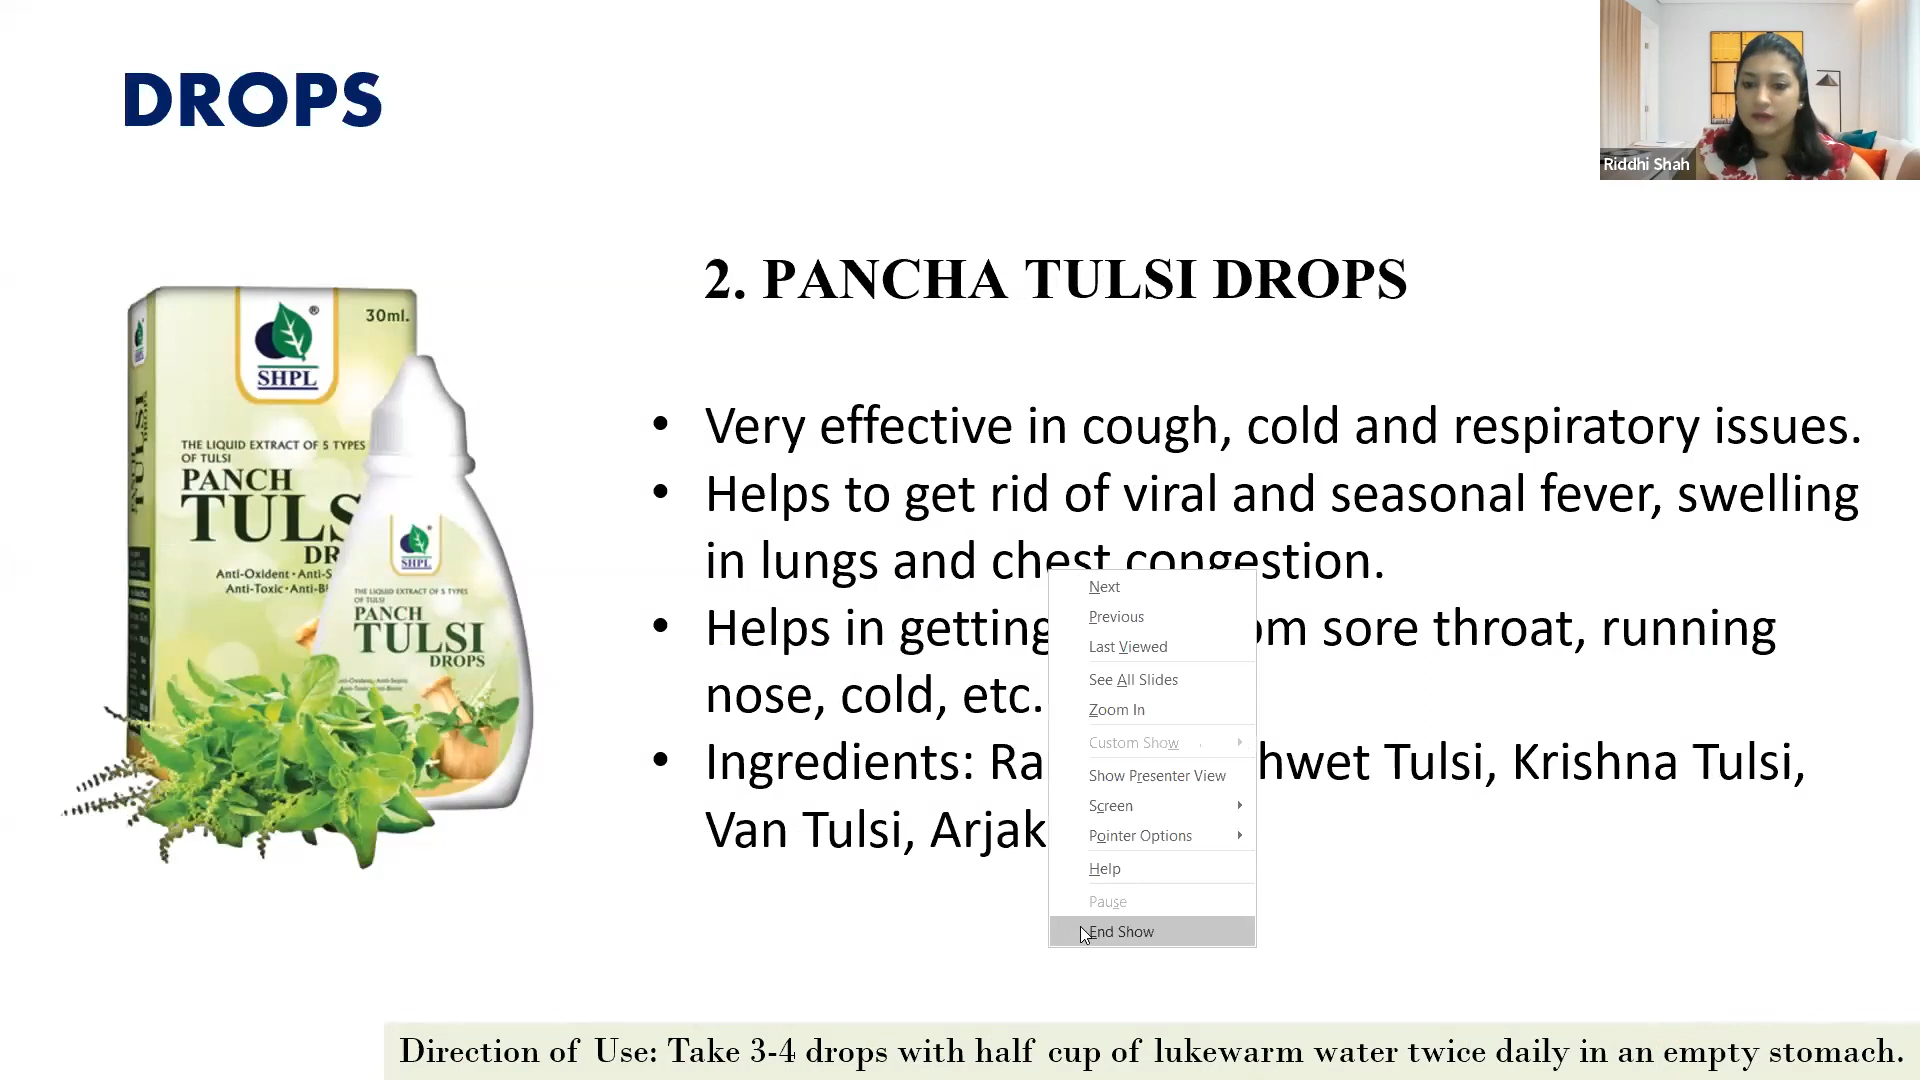 DROPS
Riddhi Shah
2. PANCHA TULSI DROPS
30ml.
SHPL
THE LIQUID EXTRACT OF 5 TYPES
OF TULSI
PANCH
TULS
DR
Anti-Oxident • Anti-S
Anti-Toxic • Anti-Bi
TULSI
DROPS
SHPL
THE LIQUID EXTRACT OF 5 TYPES
OF TULSI
PANCH
TULSI
DROPS
• Very effective in cough, cold and respiratory issues.
• Helps to get rid of viral and seasonal fever, swelling
in lungs and chest congestion.
• Helps in getting om sore throat, running
nose, cold, etc.
• Ingredients: Ra hwet Tulsi, Krishna Tulsi,
Van Tulsi, Arjak
Next
Previous
Last Viewed
See All Slides
Zoom In
Custom Show
Show Presenter View
Screen
Pointer Options
Help
Pause
End Show
Direction of Use: Take 3-4 drops with half cup of lukewarm water twice daily in an empty stomach.